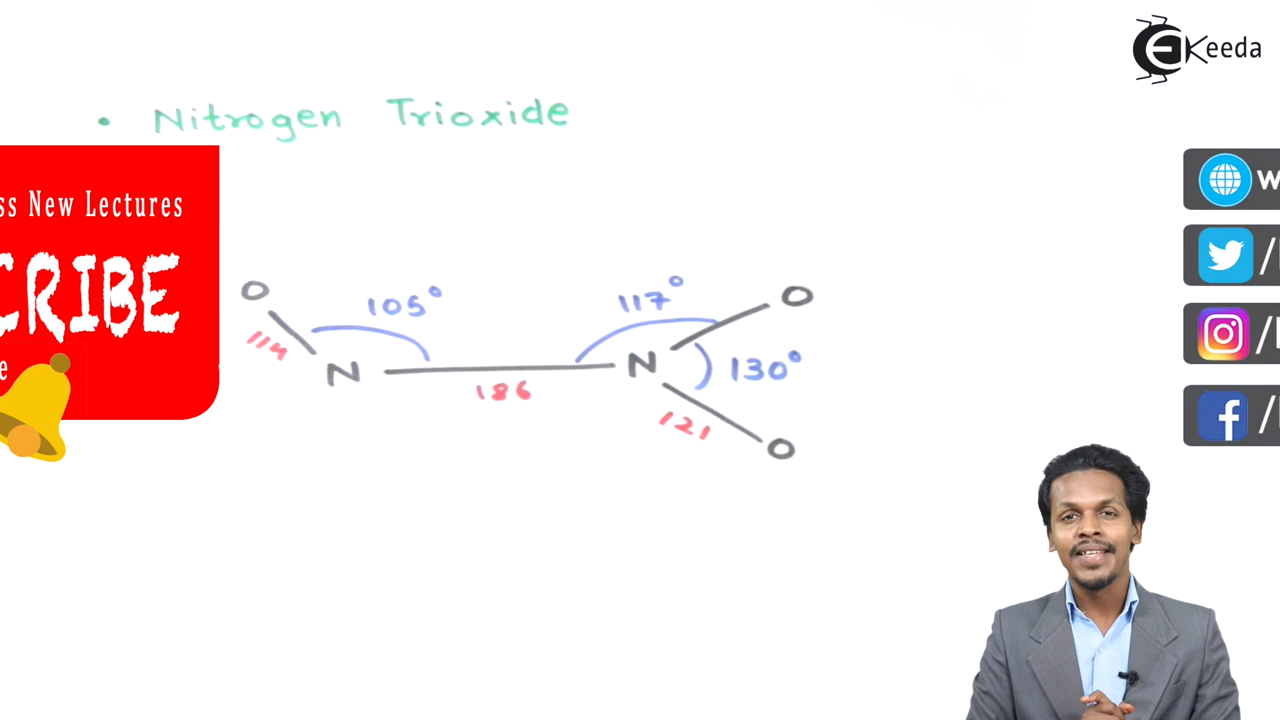 Keeda
• Nitrogen Trioxide
ss New Lectures
CRIBE
e
W
/
/
/
O
105°
117°
O
114
N
186
N
130°
121
O